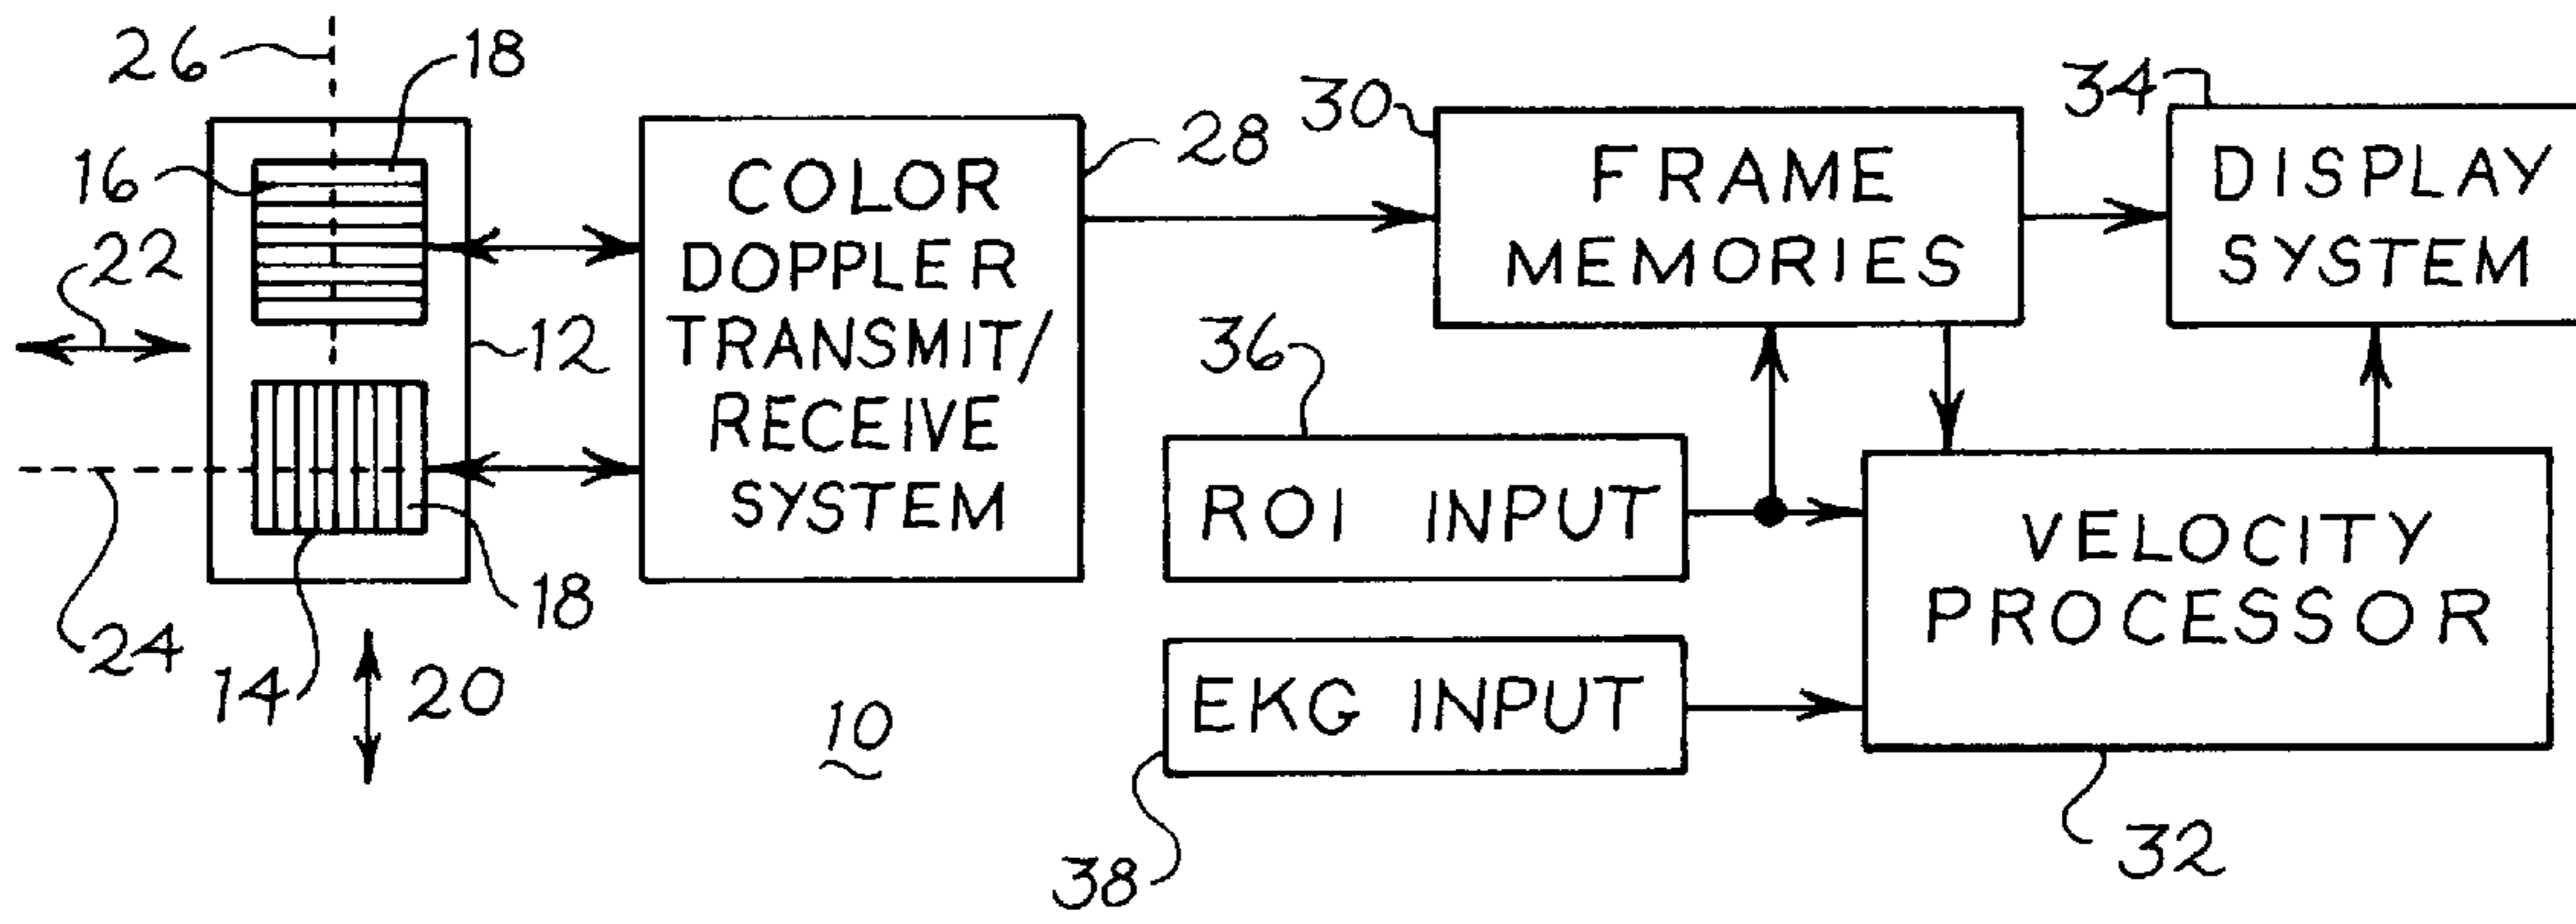 26
18
16
22
12
24
14
18
20
COLOR
DOPPLER
TRANSMIT/
RECEIVE
SYSTEM
28
10
30
FRAME
MEMORIES
34
DISPLAY
SYSTEM
36
ROI INPUT
EKG INPUT
38
VELOCITY
PROCESSOR
32